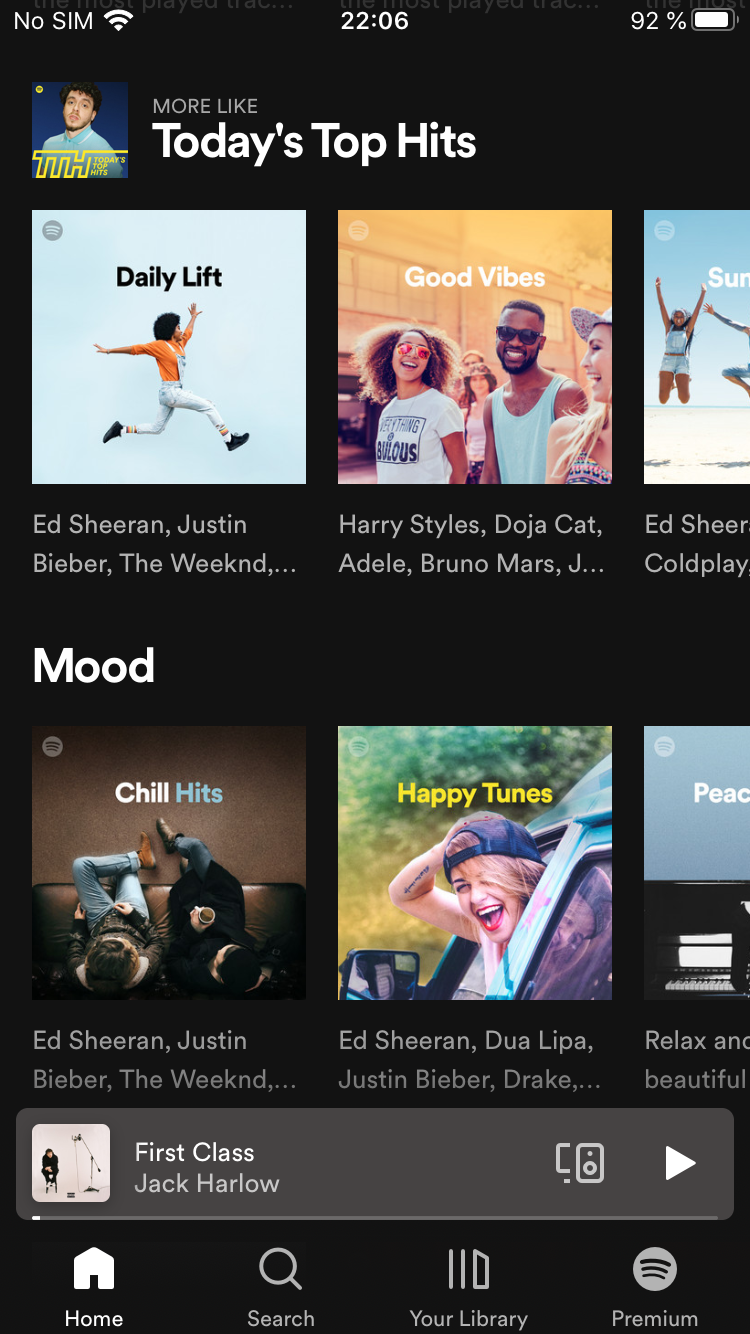 the most played trac... the most played trac... the most
No SIM 22:06 92 %
MORE LIKE
Today's Top Hits
TTH TODAY'S
TOP
HITS
Daily Lift
Good Vibes
Sun
EVERYTHING
IS
BULOUS
Ed Sheeran, Justin
Bieber, The Weeknd,...
Harry Styles, Doja Cat,
Adele, Bruno Mars, J...
Ed Sheer
Coldplay,
Mood
Chill Hits
Happy Tunes
Peac
Ed Sheeran, Justin
Bieber, The Weeknd,...
Ed Sheeran, Dua Lipa,
Justin Bieber, Drake,...
Relax and
beautiful
First Class
Jack Harlow
Home
Search
Your Library
Premium